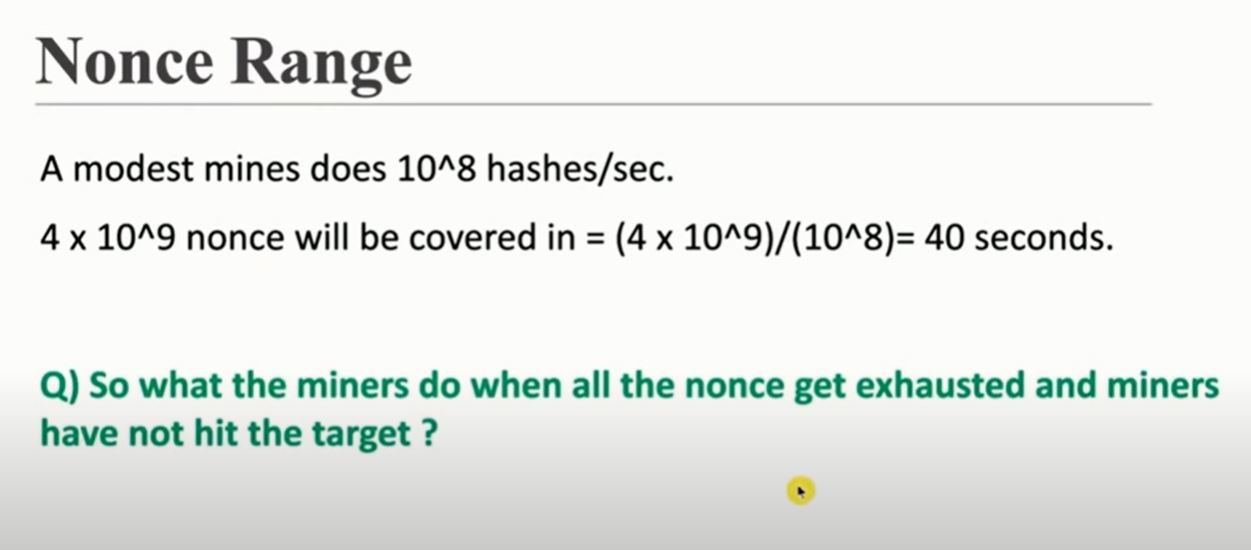 Nonce Range
A modest mines does 10^8 hashes/sec.
4 x 10^9 nonce will be covered in = (4 x 10^9)/(10^8)= 40 seconds.
Q) So what the miners do when all the nonce get exhausted and miners
have not hit the target ?